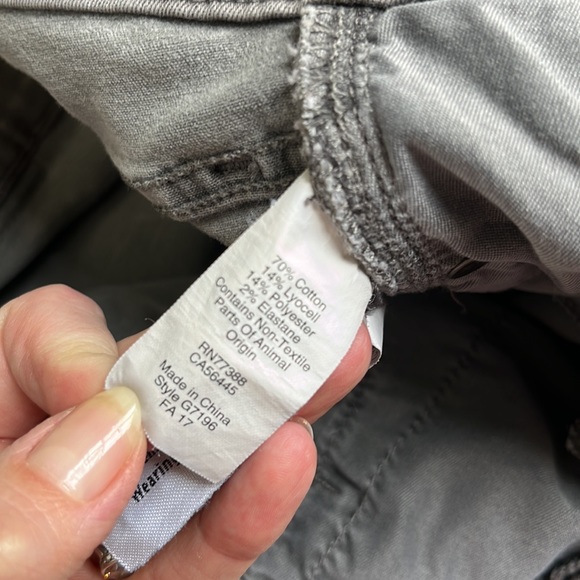 70% Cotton
14% Lyocell
14% Polyester
2% Elastane
Contains Non-Textile
Parts Of Animal
Origin
RN77388
CA56445
Made in China
Style G7196
FA 17